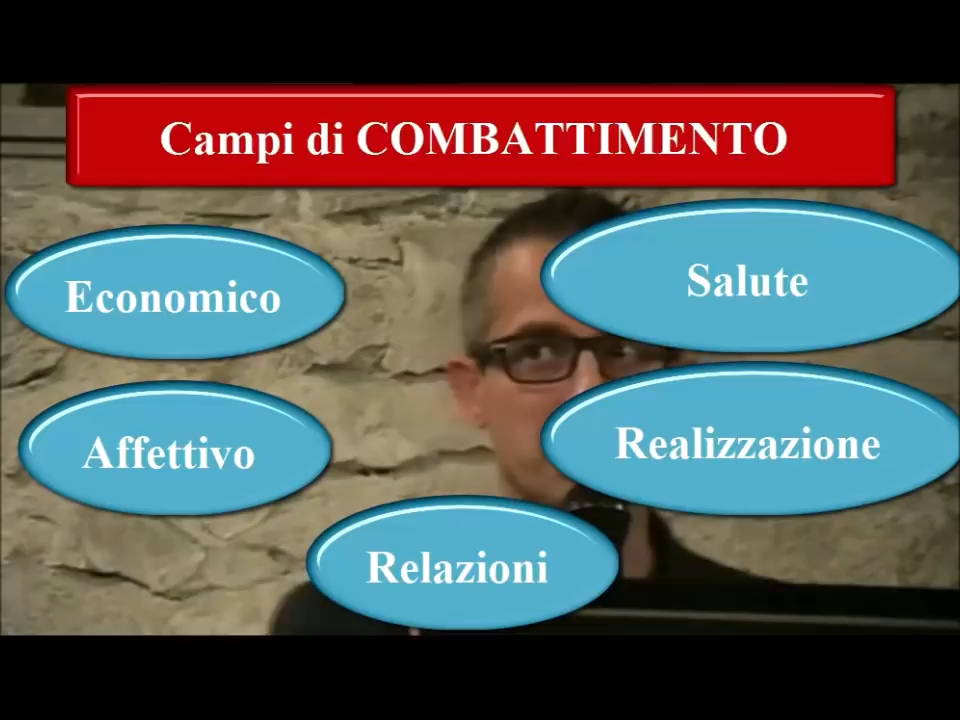 Campi di COMBATTIMENTO
Economico
Salute
Affettivo
Realizzazione
Relazioni